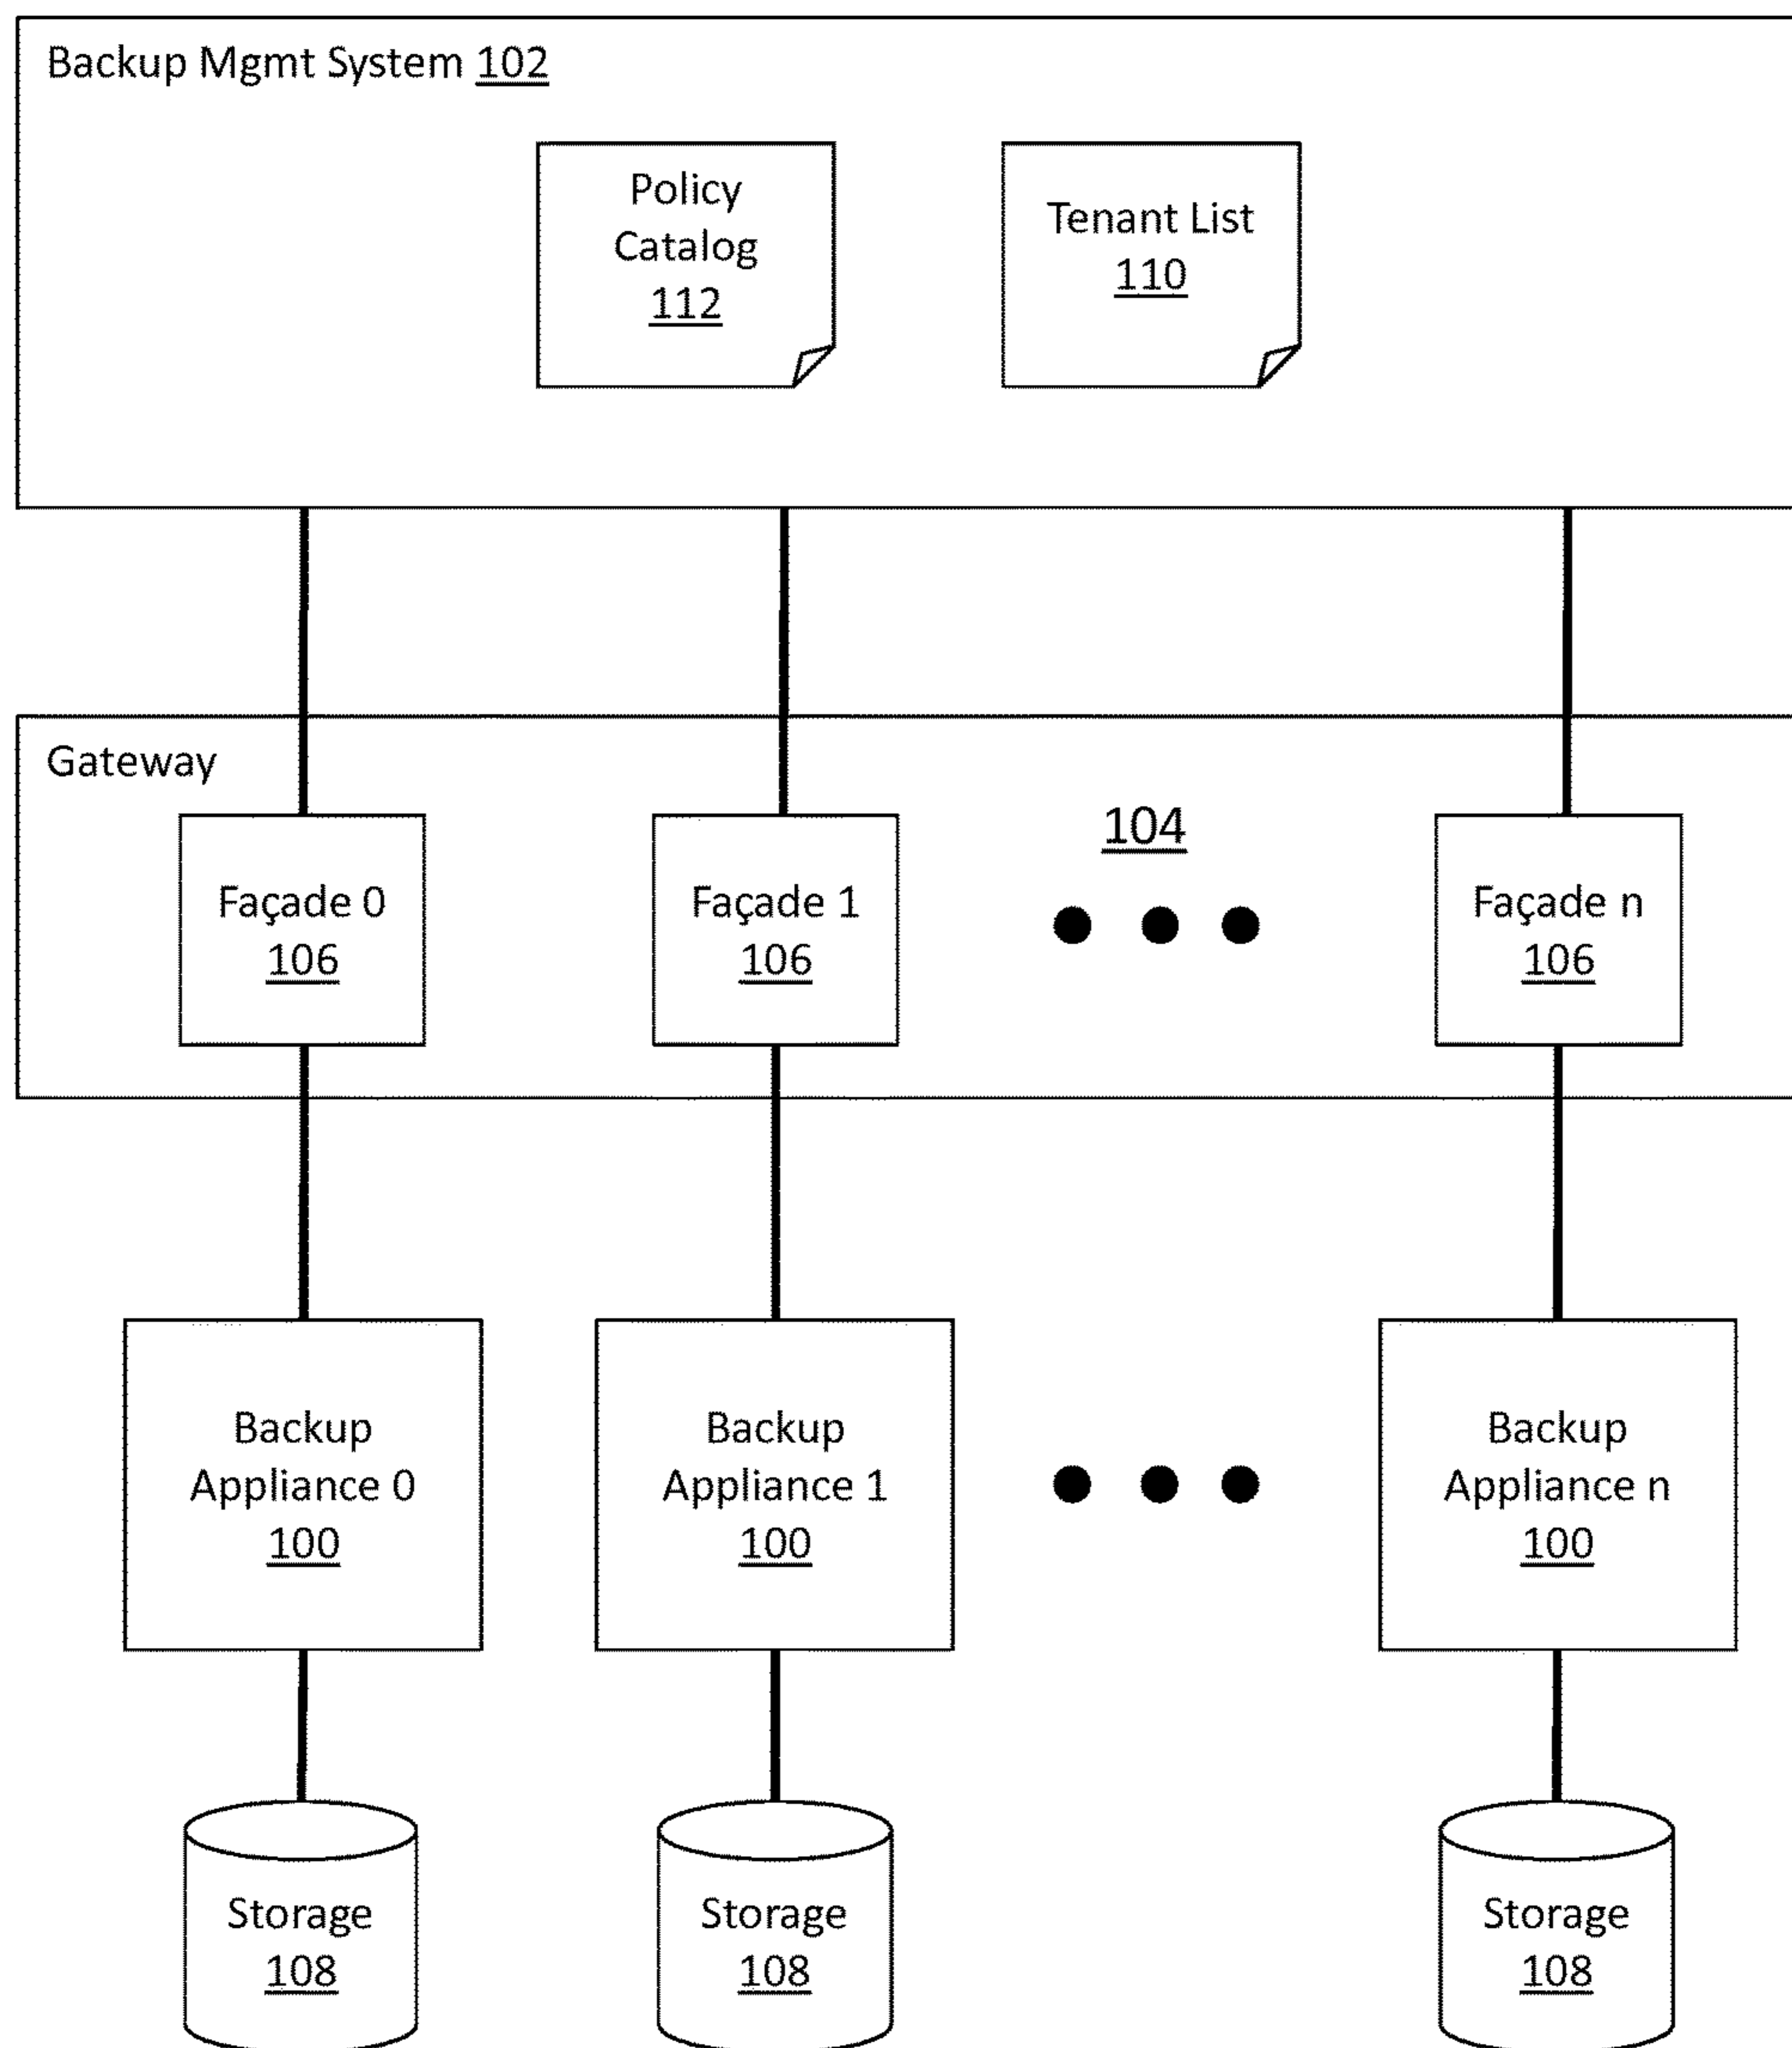 Backup Mgmt System 102
Policy
Catalog
112
Tenant List
110
Gateway
104
Façade 0
106
Façade 1
106
Façade n
106
Backup
Appliance 0
100
Backup
Appliance 1
100
Backup
Appliance n
100
Storage
108
Storage
108
Storage
108